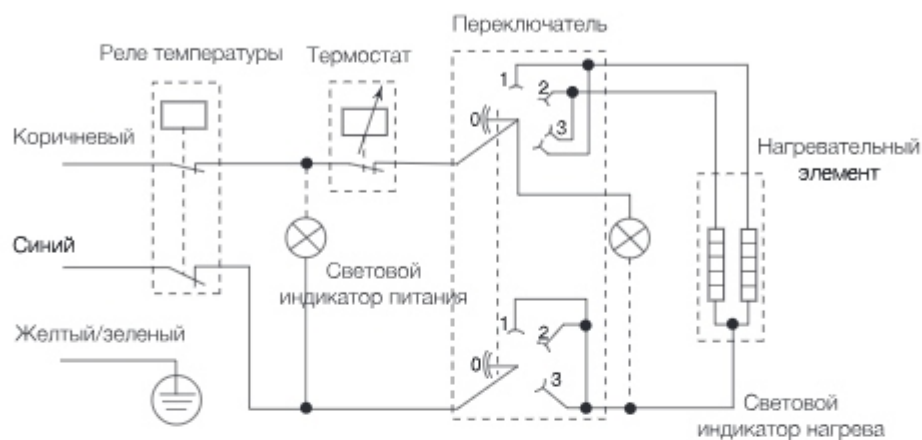 Переключатель
Реле температуры
Термостат
1
2
0
3
Коричневый
Нагревательный
элемент
Синий
Световой
индикатор питания
1
2
Желтый/зеленый
0
3
Световой
индикатор нагрева